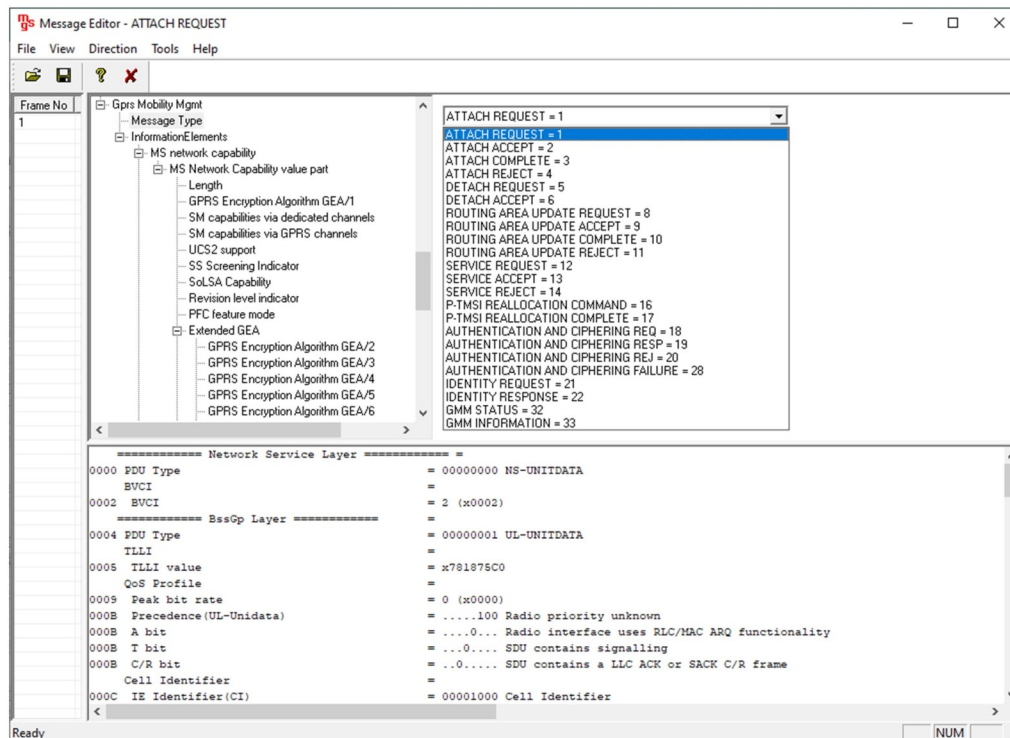 mgs Message Editor - ATTACH REQUEST
File View Direction Tools Help
Frame No
1
Gprs Mobility Mgmt
Message Type
InformationElements
MS network capability
MS Network Capability value part
Length
GPRS Encryption Algorithm GEA/1
SM capabilities via dedicated channels
SM capabilities via GPRS channels
UCS2 support
SS Screening Indicator
SoLSA Capability
Revision level indicator
PFC feature mode
Extended GEA
GPRS Encryption Algorithm GEA/2
GPRS Encryption Algorithm GEA/3
GPRS Encryption Algorithm GEA/4
GPRS Encryption Algorithm GEA/5
GPRS Encryption Algorithm GEA/6
ATTACH REQUEST = 1
ATTACH REQUEST = 1
ATTACH ACCEPT = 2
ATTACH COMPLETE = 3
ATTACH REJECT = 4
DETACH REQUEST = 5
DETACH ACCEPT = 6
ROUTING AREA UPDATE REQUEST = 8
ROUTING AREA UPDATE ACCEPT = 9
ROUTING AREA UPDATE COMPLETE = 10
ROUTING AREA UPDATE REJECT = 11
SERVICE REQUEST = 12
SERVICE ACCEPT = 13
SERVICE REJECT = 14
P-TMSI REALLOCATION COMMAND = 16
P-TMSI REALLOCATION COMPLETE = 17
AUTHENTICATION AND CIPHERING REQ = 18
AUTHENTICATION AND CIPHERING RESP = 19
AUTHENTICATION AND CIPHERING REJ = 20
AUTHENTICATION AND CIPHERING FAILURE = 28
IDENTITY REQUEST = 21
IDENTITY RESPONSE = 22
GMM STATUS = 32
GMM INFORMATION = 33
============ Network Service Layer ============ =
0000 PDU Type = 00000000 NS-UNITDATA
BVCI =
0002 BVCI = 2 (x0002)
============ BssGp Layer ============ =
0004 PDU Type = 00000001 UL-UNITDATA
TLLI =
0005 TLLI value = x781875C0
QoS Profile =
0009 Peak bit rate = 0 (x0000)
000B Precedence(UL-Unidata) = .....100 Radio priority unknown
000B A bit = ....0... Radio interface uses RLC/MAC ARQ functionality
000B T bit = ...0.... SDU contains signalling
000B C/R bit = ..0..... SDU contains a LLC ACK or SACK C/R frame
Cell Identifier =
000C IE Identifier(CI) = 00001000 Cell Identifier
Ready
NUM